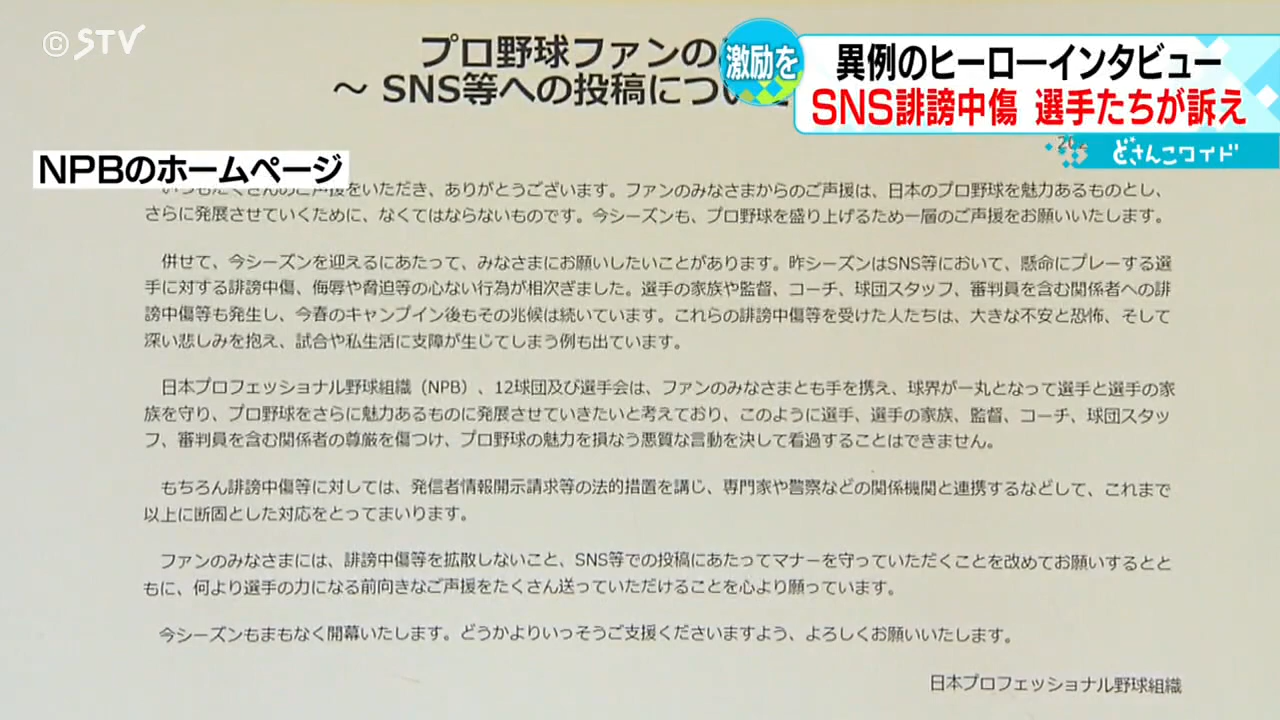 ©STV
プロ野球ファンの
～ SNS等への投稿について
激励を
異例のヒーローインタビュー
SNS誹謗中傷 選手たちが訴え
どさんこワイド
NPBのホームページ
いつもたくさんのご声援をいただき、ありがとうございます。ファンのみなさまからのご声援は、日本のプロ野球を魅力あるものとし、
さらに発展させていくために、なくてはならないものです。今シーズンも、プロ野球を盛り上げるため一層のご声援をお願いいたします。
併せて、今シーズンを迎えるにあたって、みなさまにお願いしたいことがあります。昨シーズンはSNS等において、懸命にプレーする選
手に対する誹謗中傷、侮辱や脅迫等の心ない行為が相次ぎました。選手の家族や監督、コーチ、球団スタッフ、審判員を含む関係者への誹
謗中傷等も発生し、今春のキャンプイン後もその兆候は続いています。これらの誹謗中傷等を受けた人たちは、大きな不安と恐怖、そして
深い悲しみを抱え、試合や私生活に支障が生じてしまう例も出ています。
日本プロフェッショナル野球組織（NPB）、12球団及び選手会は、ファンのみなさまとも手を携え、球界が一丸となって選手と選手の家
族を守り、プロ野球をさらに魅力あるものに発展させていきたいと考えており、このように選手、選手の家族、監督、コーチ、球団スタッ
フ、審判員を含む関係者の尊厳を傷つけ、プロ野球の魅力を損なう悪質な言動を決して看過することはできません。
もちろん誹謗中傷等に対しては、発信者情報開示請求等の法的措置を講じ、専門家や警察などの関係機関と連携するなどして、これまで
以上に断固とした対応をとってまいります。
ファンのみなさまには、誹謗中傷等を拡散しないこと、SNS等での投稿にあたってマナーを守っていただくことを改めてお願いするとと
もに、何より選手の力になる前向きなご声援をたくさん送っていただけることを心より願っています。
今シーズンもまもなく開幕いたします。どうかよりいっそうご支援くださいますよう、よろしくお願いいたします。
日本プロフェッショナル野球組織